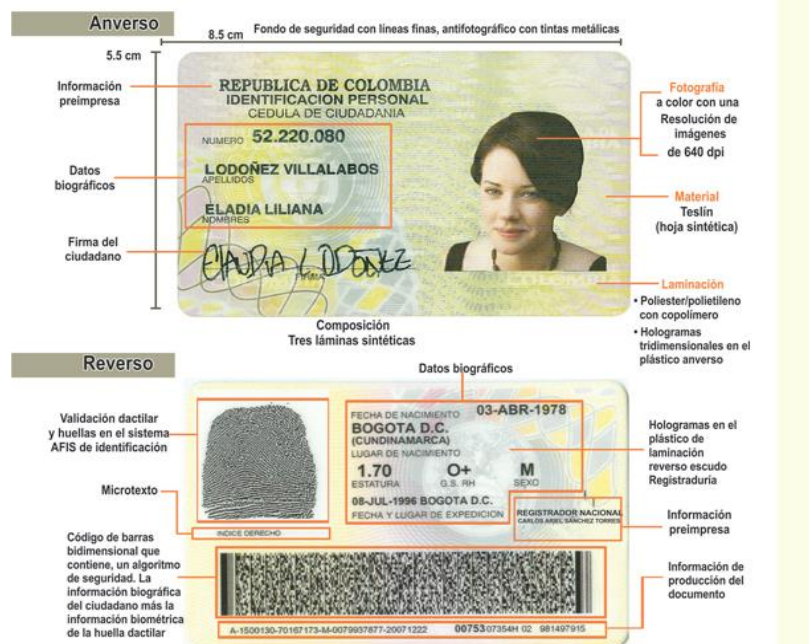 Anverso
8.5 cm
Fondo de seguridad con líneas finas, antifotográfico con tintas metálicas
5.5 cm
Información
preimpresa
REPUBLICA DE COLOMBIA
IDENTIFICACION PERSONAL
CEDULA DE CIUDADANIA
NUMERO 52.220.080
Datos
biográficos
LODOÑEZ VILLALABOS
APELLIDOS
ELADIA LILIANA
NOMBRES
Firma del
ciudadano
FIRMA
Fotografía
a color con una
Resolución de
imágenes
de 640 dpi
Material
Teslín
(hoja sintética)
Laminación
• Poliester/polietileno
con copolímero
• Hologramas
tridimensionales en el
plástico anverso
Composición
Tres láminas sintéticas
Reverso
Datos biográficos
Validación dactilar
y huellas en el sistema
AFIS de identificación
Microtexto
INDICE DERECHO
Código de barras
bidimensional que
contiene, un algoritmo
de seguridad. La
información biográfica
del ciudadano más la
información biométrica
de la huella dactilar
FECHA DE NACIMIENTO 03-ABR-1978
BOGOTA D.C.
(CUNDINAMARCA)
LUGAR DE NACIMIENTO
1.70 O+ M
ESTATURA G.S. RH SEXO
08-JUL-1996 BOGOTA D.C.
FECHA Y LUGAR DE EXPEDICION
REGISTRADOR NACIONAL
CARLOS ARIEL SANCHEZ TORRES
Hologramas en el
plástico de
laminación
reverso escudo
Registraduría
Información
preimpresa
Información de
producción del
documento
A-1500130-70167173-M-0079937877-20071222 00753 07354H 02 981497915